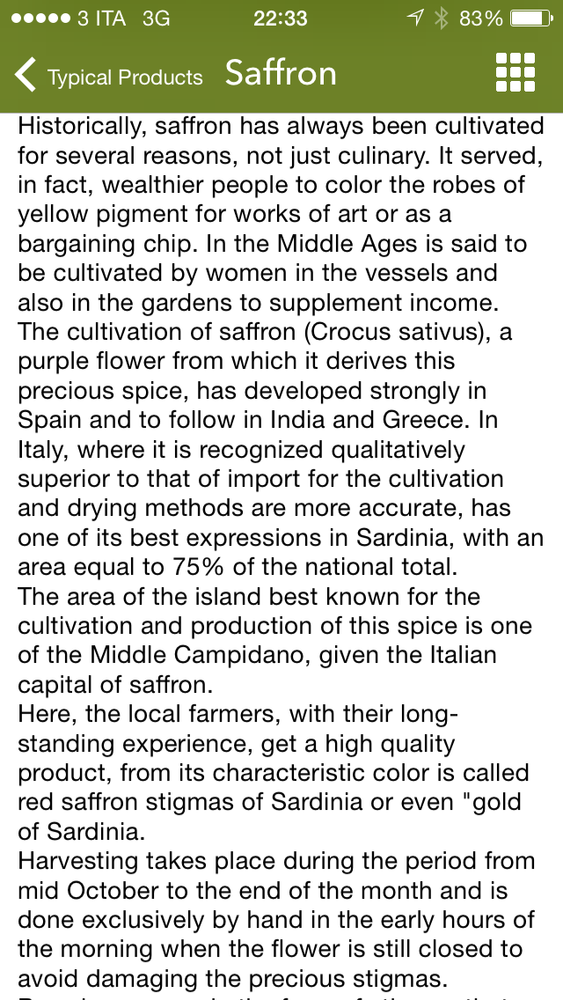 3 ITA 3G 22:33 83%
Typical Products Saffron
Historically, saffron has always been cultivated
for several reasons, not just culinary. It served,
in fact, wealthier people to color the robes of
yellow pigment for works of art or as a
bargaining chip. In the Middle Ages is said to
be cultivated by women in the vessels and
also in the gardens to supplement income.
The cultivation of saffron (Crocus sativus), a
purple flower from which it derives this
precious spice, has developed strongly in
Spain and to follow in India and Greece. In
Italy, where it is recognized qualitatively
superior to that of import for the cultivation
and drying methods are more accurate, has
one of its best expressions in Sardinia, with an
area equal to 75% of the national total.
The area of the island best known for the
cultivation and production of this spice is one
of the Middle Campidano, given the Italian
capital of saffron.
Here, the local farmers, with their long-
standing experience, get a high quality
product, from its characteristic color is called
red saffron stigmas of Sardinia or even "gold
of Sardinia.
Harvesting takes place during the period from
mid October to the end of the month and is
done exclusively by hand in the early hours of
the morning when the flower is still closed to
avoid damaging the precious stigmas.